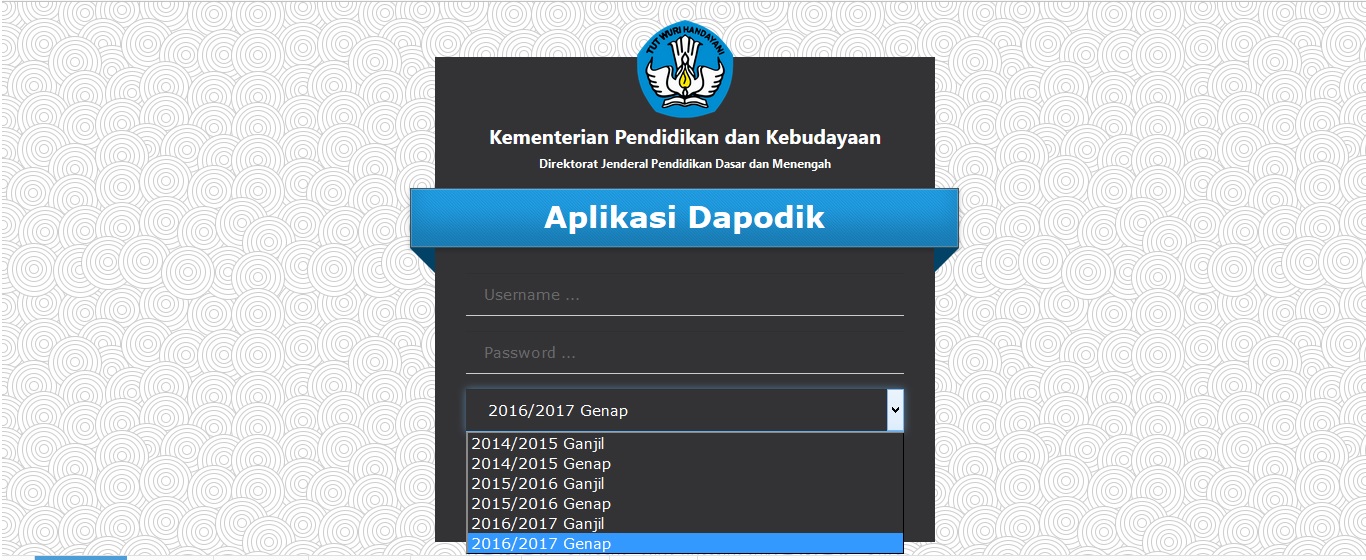 TUT WURI HANDAYANI
Kementerian Pendidikan dan Kebudayaan
Direktorat Jenderal Pendidikan Dasar dan Menengah
Aplikasi Dapodik
Username ...
Password ...
2016/2017 Genap
2014/2015 Ganjil
2014/2015 Genap
2015/2016 Ganjil
2015/2016 Genap
2016/2017 Ganjil
2016/2017 Genap